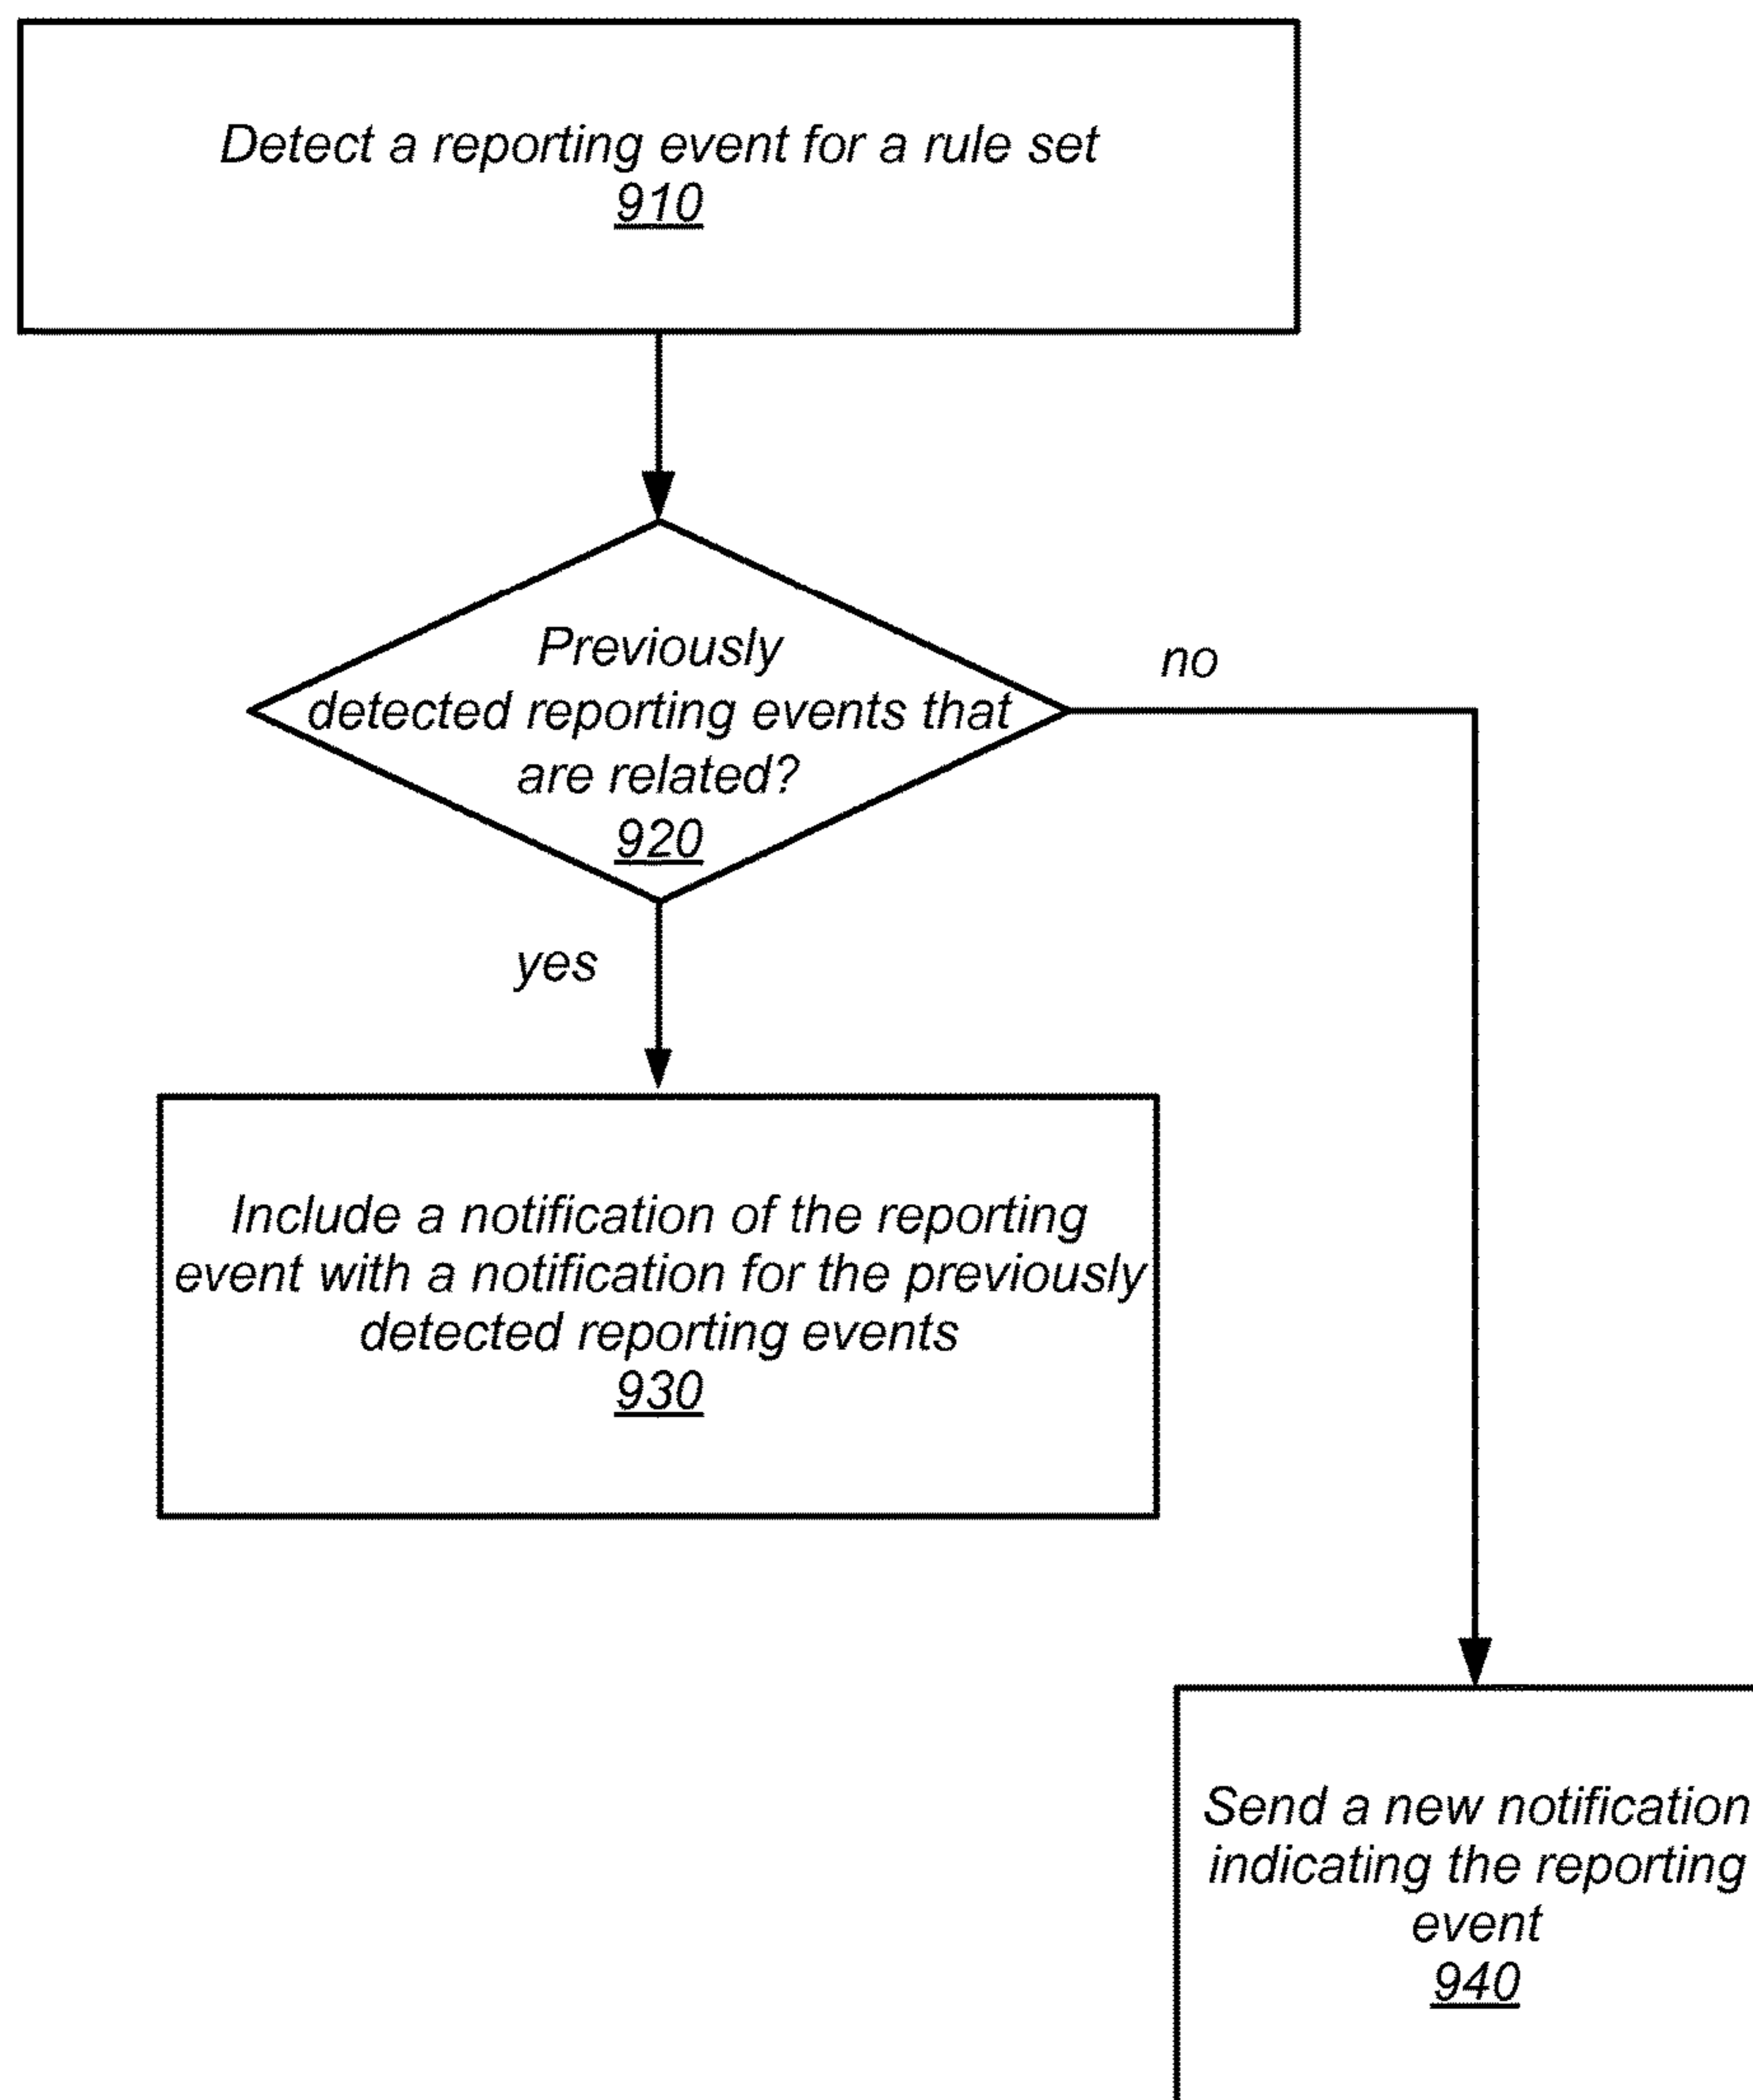 Detect a reporting event for a rule set
910
Previously
detected reporting events that
are related?
920
no
yes
Include a notification of the reporting
event with a notification for the previously
detected reporting events
930
Send a new notification
indicating the reporting
event
940